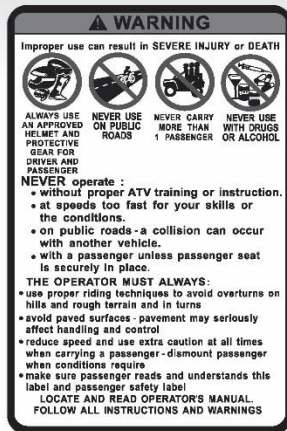 WARNING
Improper use can result in SEVERE INJURY or DEATH
ALWAYS USE
AN APPROVED
HELMET AND
PROTECTIVE
GEAR FOR
DRIVER AND
PASSENGER
NEVER USE
ON PUBLIC
ROADS
NEVER CARRY
MORE THAN
1 PASSENGER
NEVER USE
WITH DRUGS
OR ALCOHOL
NEVER operate :
• without proper ATV training or instruction.
• at speeds too fast for your skills or
the conditions.
• on public roads - a collision can occur
with another vehicle.
• with a passenger unless passenger seat
is securely in place.
THE OPERATOR MUST ALWAYS:
• use proper riding techniques to avoid overturns on
hills and rough terrain and in turns
• avoid paved surfaces - pavement may seriously
affect handling and control
• reduce speed and use extra caution at all times
when carrying a passenger - dismount passenger
when conditions require
• make sure passenger reads and understands this
label and passenger safety label
LOCATE AND READ OPERATOR'S MANUAL.
FOLLOW ALL INSTRUCTIONS AND WARNINGS